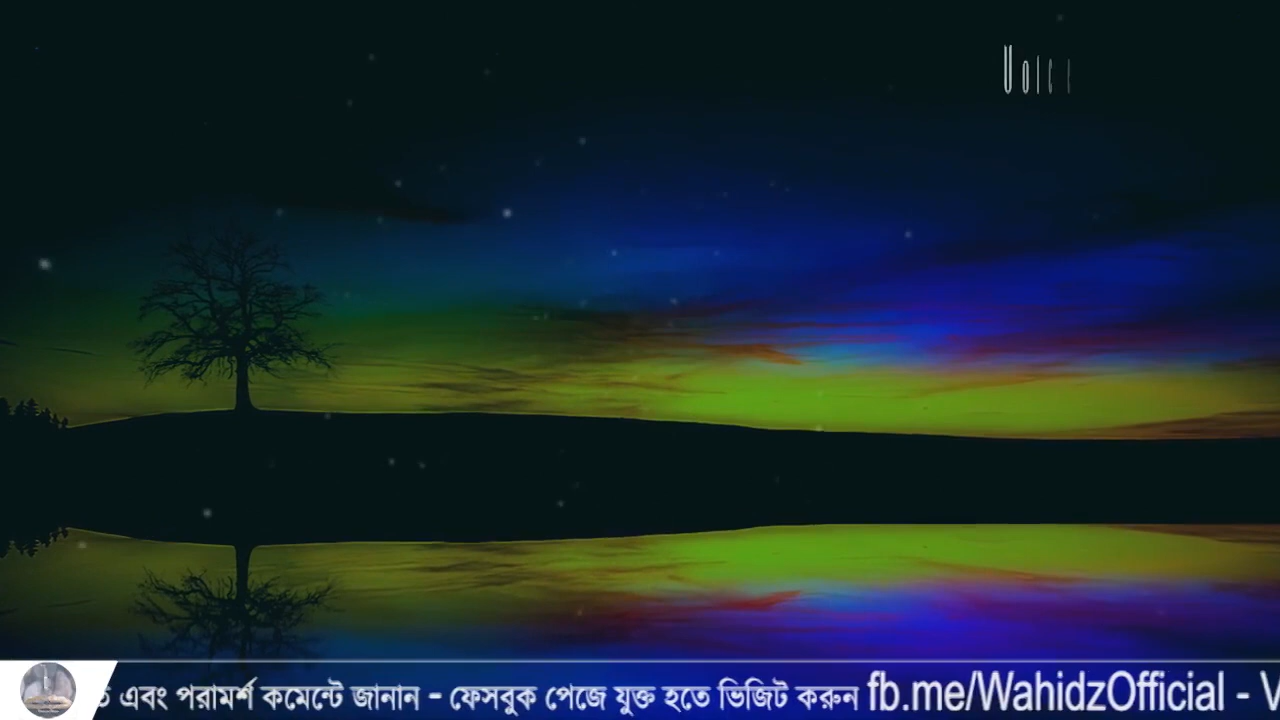 এবং পরামর্শ কমেন্টে জানান - ফেসবুক পেজে যুক্ত হতে ভিজিট করুন fb.me/WahidzOfficial -